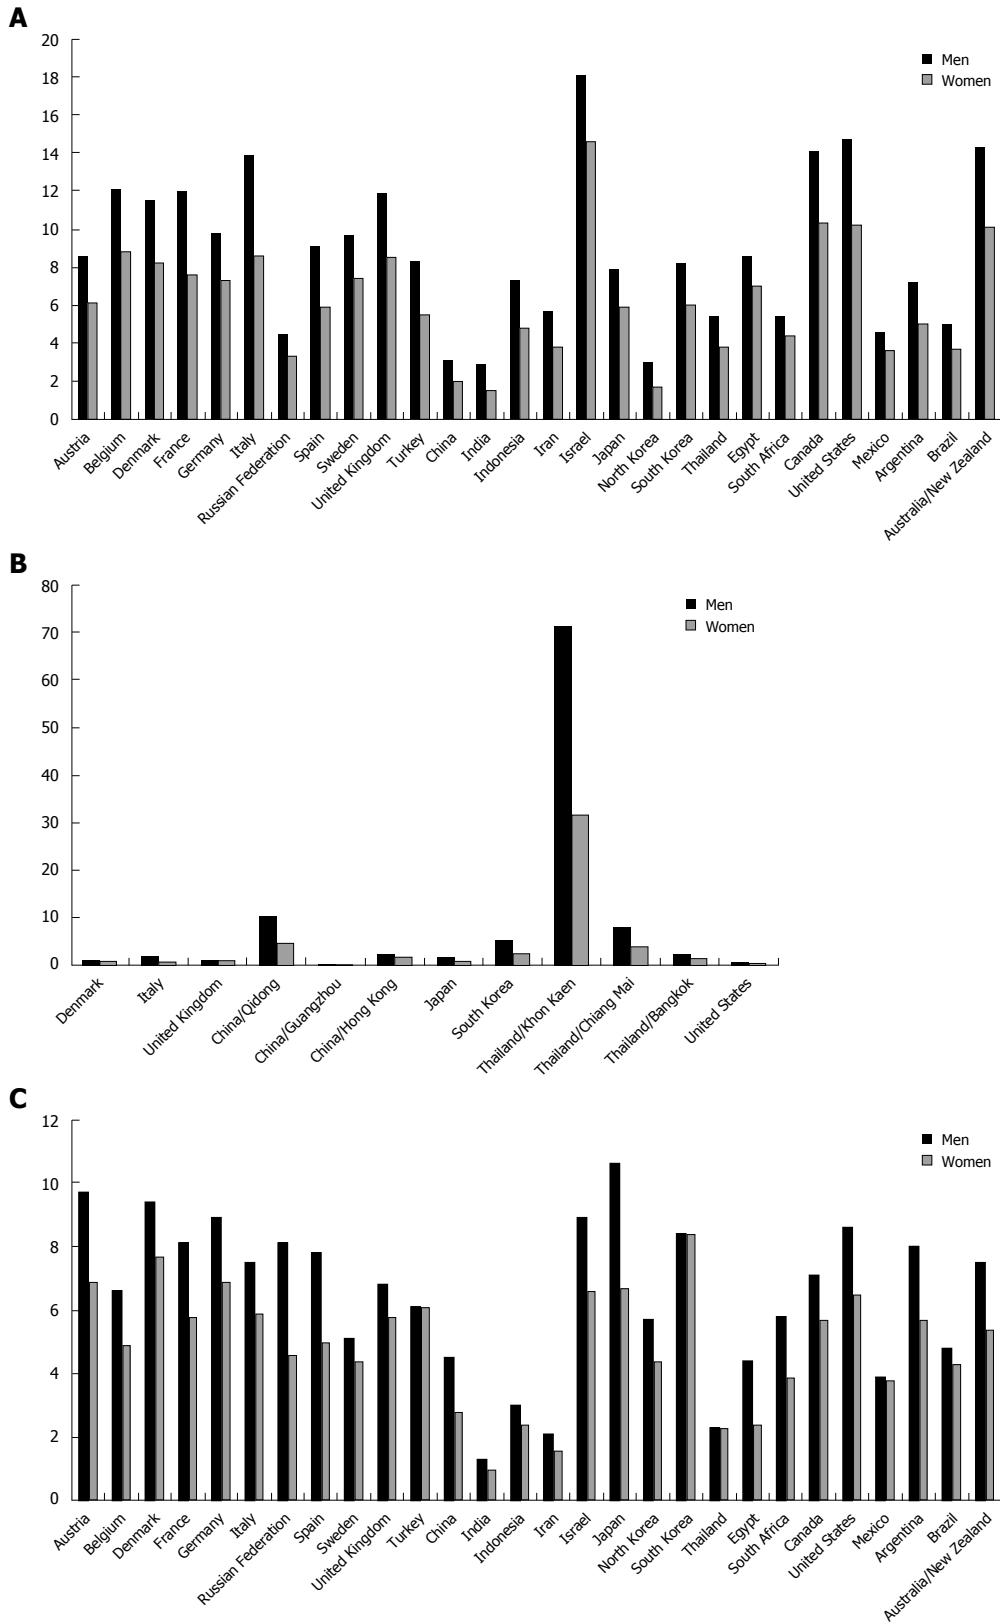 A
20
18
16
14
12
10
8
6
4
2
0
Men
Women
Austria
Belgium
Denmark
France
Germany
Italy
Russian Federation
Spain
Sweden
United Kingdom
Turkey
China
India
Indonesia
Iran
Israel
Japan
North Korea
South Korea
Thailand
Egypt
South Africa
Canada
United States
Mexico
Argentina
Brazil
Australia/New Zealand
B
80
70
60
50
40
30
20
10
0
Men
Women
Denmark
Italy
United Kingdom
China/Qidong
China/Guangzhou
China/Hong Kong
Japan
South Korea
Thailand/Khon Kaen
Thailand/Chiang Mai
Thailand/Bangkok
United States
C
12
10
8
6
4
2
0
Men
Women
Austria
Belgium
Denmark
France
Germany
Italy
Russian Federation
Spain
Sweden
United Kingdom
Turkey
China
India
Indonesia
Iran
Israel
Japan
North Korea
South Korea
Thailand
Egypt
South Africa
Canada
United States
Mexico
Argentina
Brazil
Australia/New Zealand